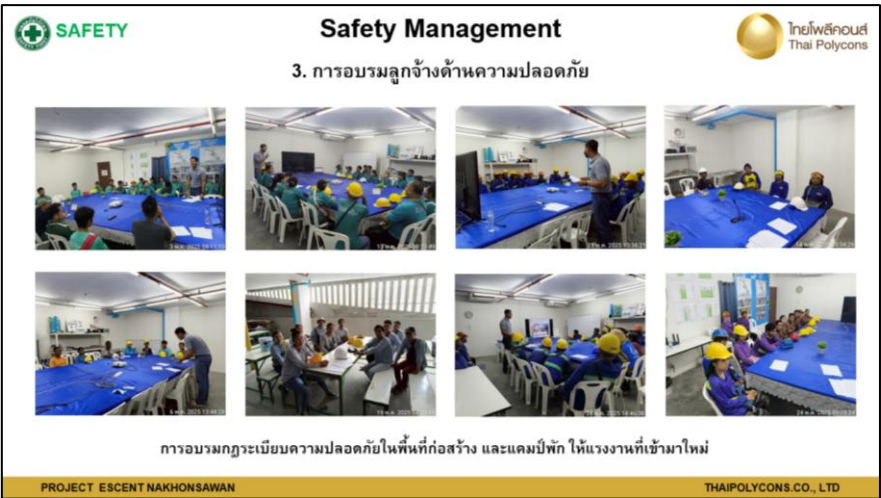 SAFETY
Safety Management
ไทยโพลีคอนส์
Thai Polycons
3. การอบรมลูกจ้างด้านความปลอดภัย
การอบรมกฎระเบียบความปลอดภัยในพื้นที่ก่อสร้าง และแคมป์พัก ให้แรงงานที่เข้ามาใหม่
PROJECT ESCENT NAKHONSAWAN
THAIPOLYCONS.CO., LTD